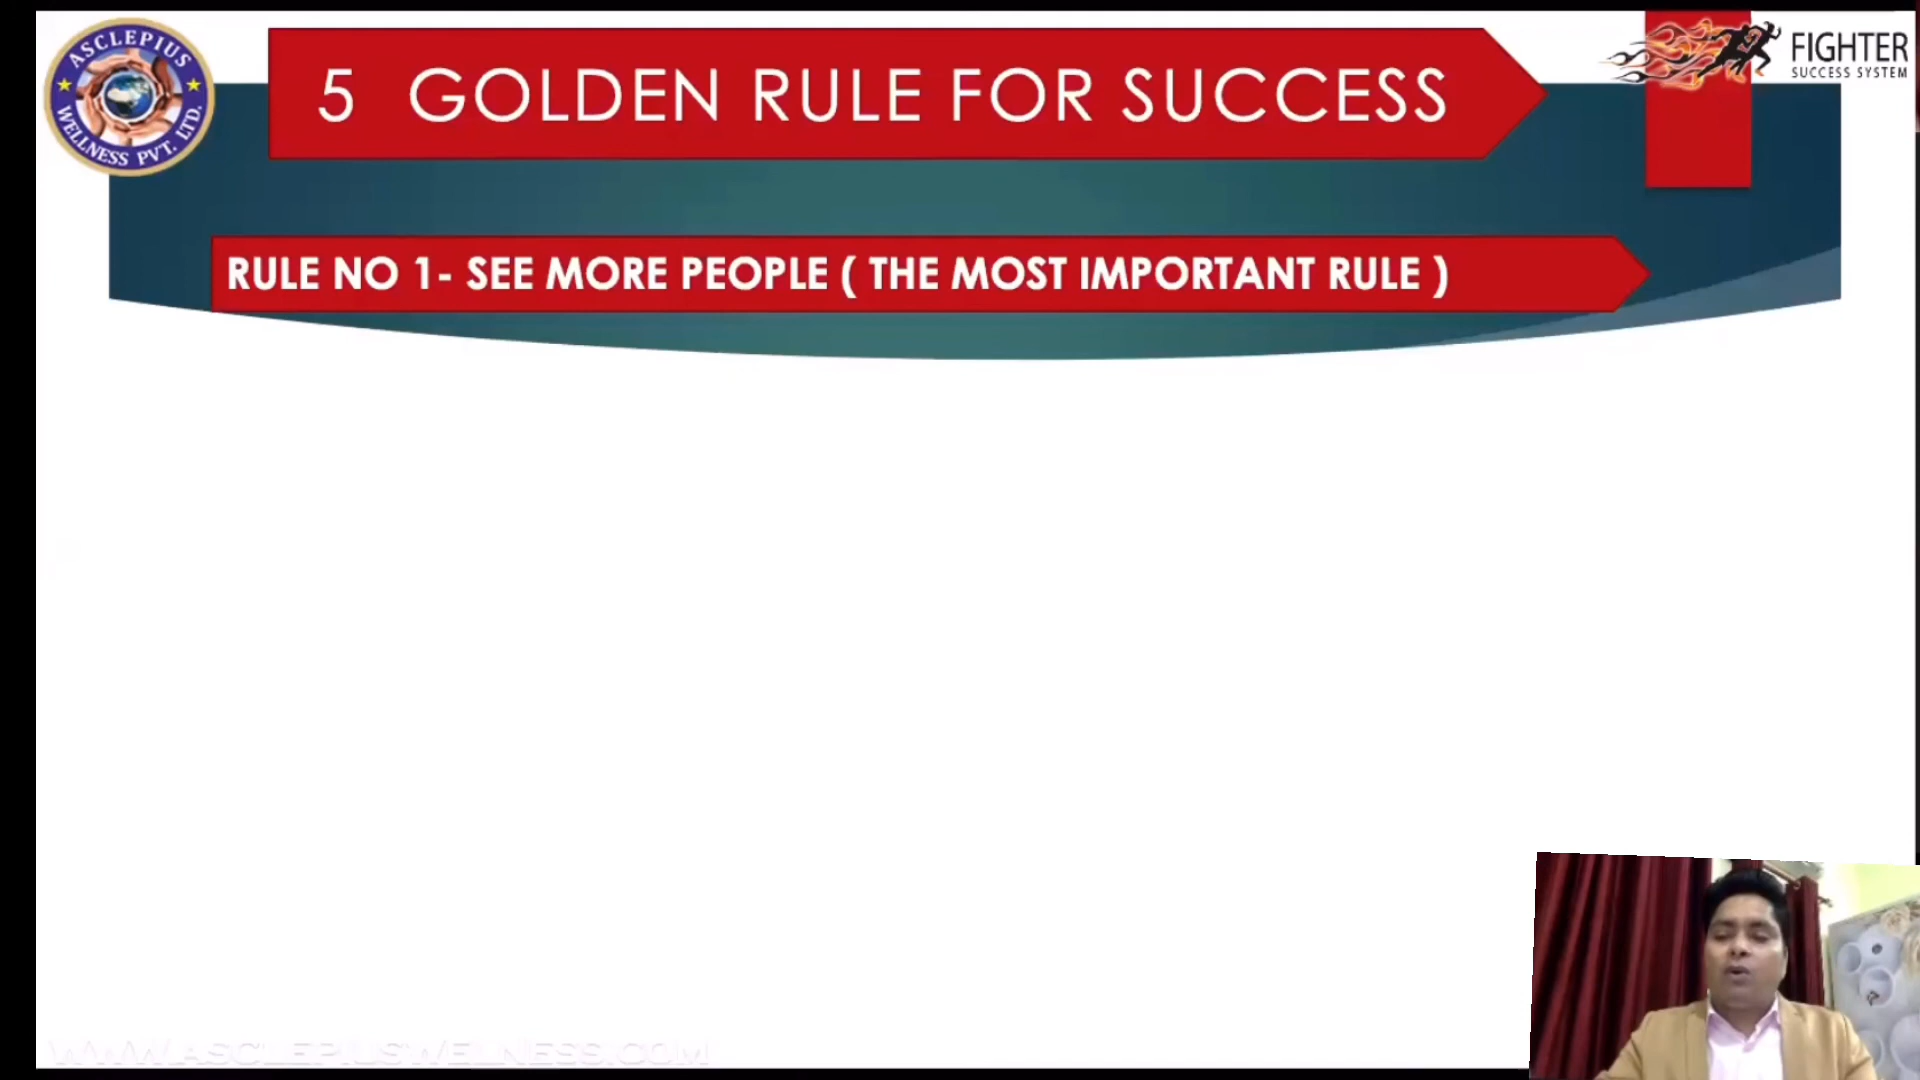 ASCLEPIUS
WELLNESS PVT. LTD.
5 GOLDEN RULE FOR SUCCESS
FIGHTER
SUCCESS SYSTEM
RULE NO 1- SEE MORE PEOPLE ( THE MOST IMPORTANT RULE )
WWW.ASCLEPIUSWELLNESS.COM